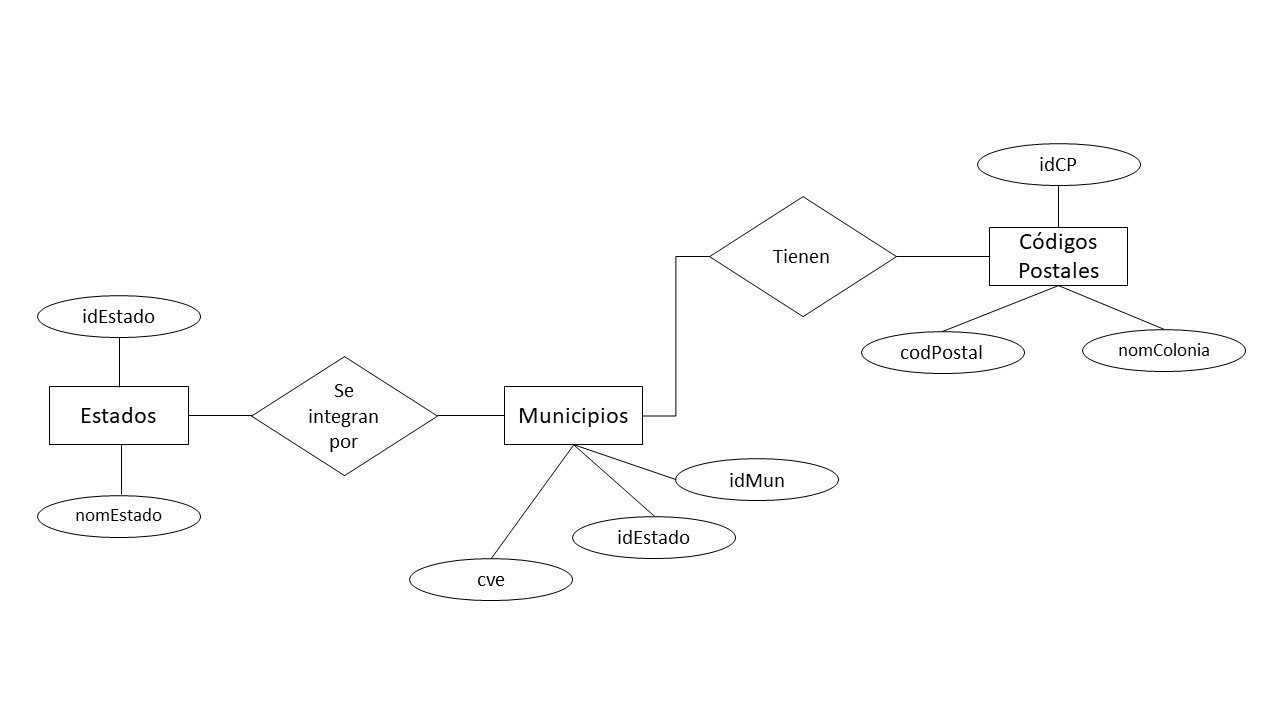 idCP
Códigos
Postales
Tienen
codPostal
nomColonia
idEstado
Estados
nomEstado
Se
integran
por
Municipios
idMun
idEstado
cve